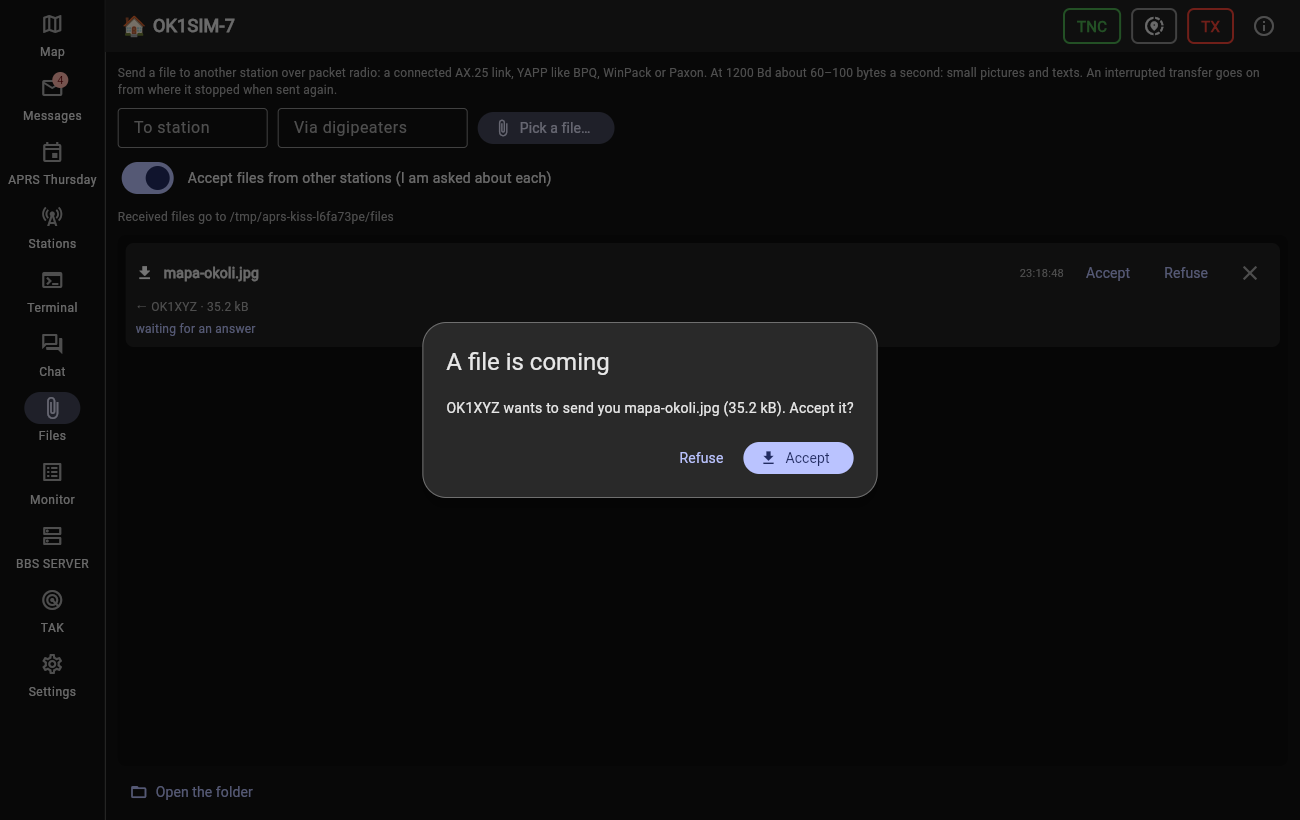 OK1SIM-7
TNC
TX
Map
4
Messages
APRS Thursday
Stations
Terminal
Chat
Files
Monitor
BBS SERVER
TAK
Settings
Send a file to another station over packet radio: a connected AX.25 link, YAPP like BPQ, WinPack or Paxon. At 1200 Bd about 60–100 bytes a second: small pictures and texts. An interrupted transfer goes on
from where it stopped when sent again.
To station
Via digipeaters
Pick a file…
Accept files from other stations (I am asked about each)
Received files go to /tmp/aprs-kiss-l6fa73pe/files
mapa-okoli.jpg
23:18:48
Accept
Refuse
← OK1XYZ · 35.2 kB
waiting for an answer
A file is coming
OK1XYZ wants to send you mapa-okoli.jpg (35.2 kB). Accept it?
Refuse
Accept
Open the folder